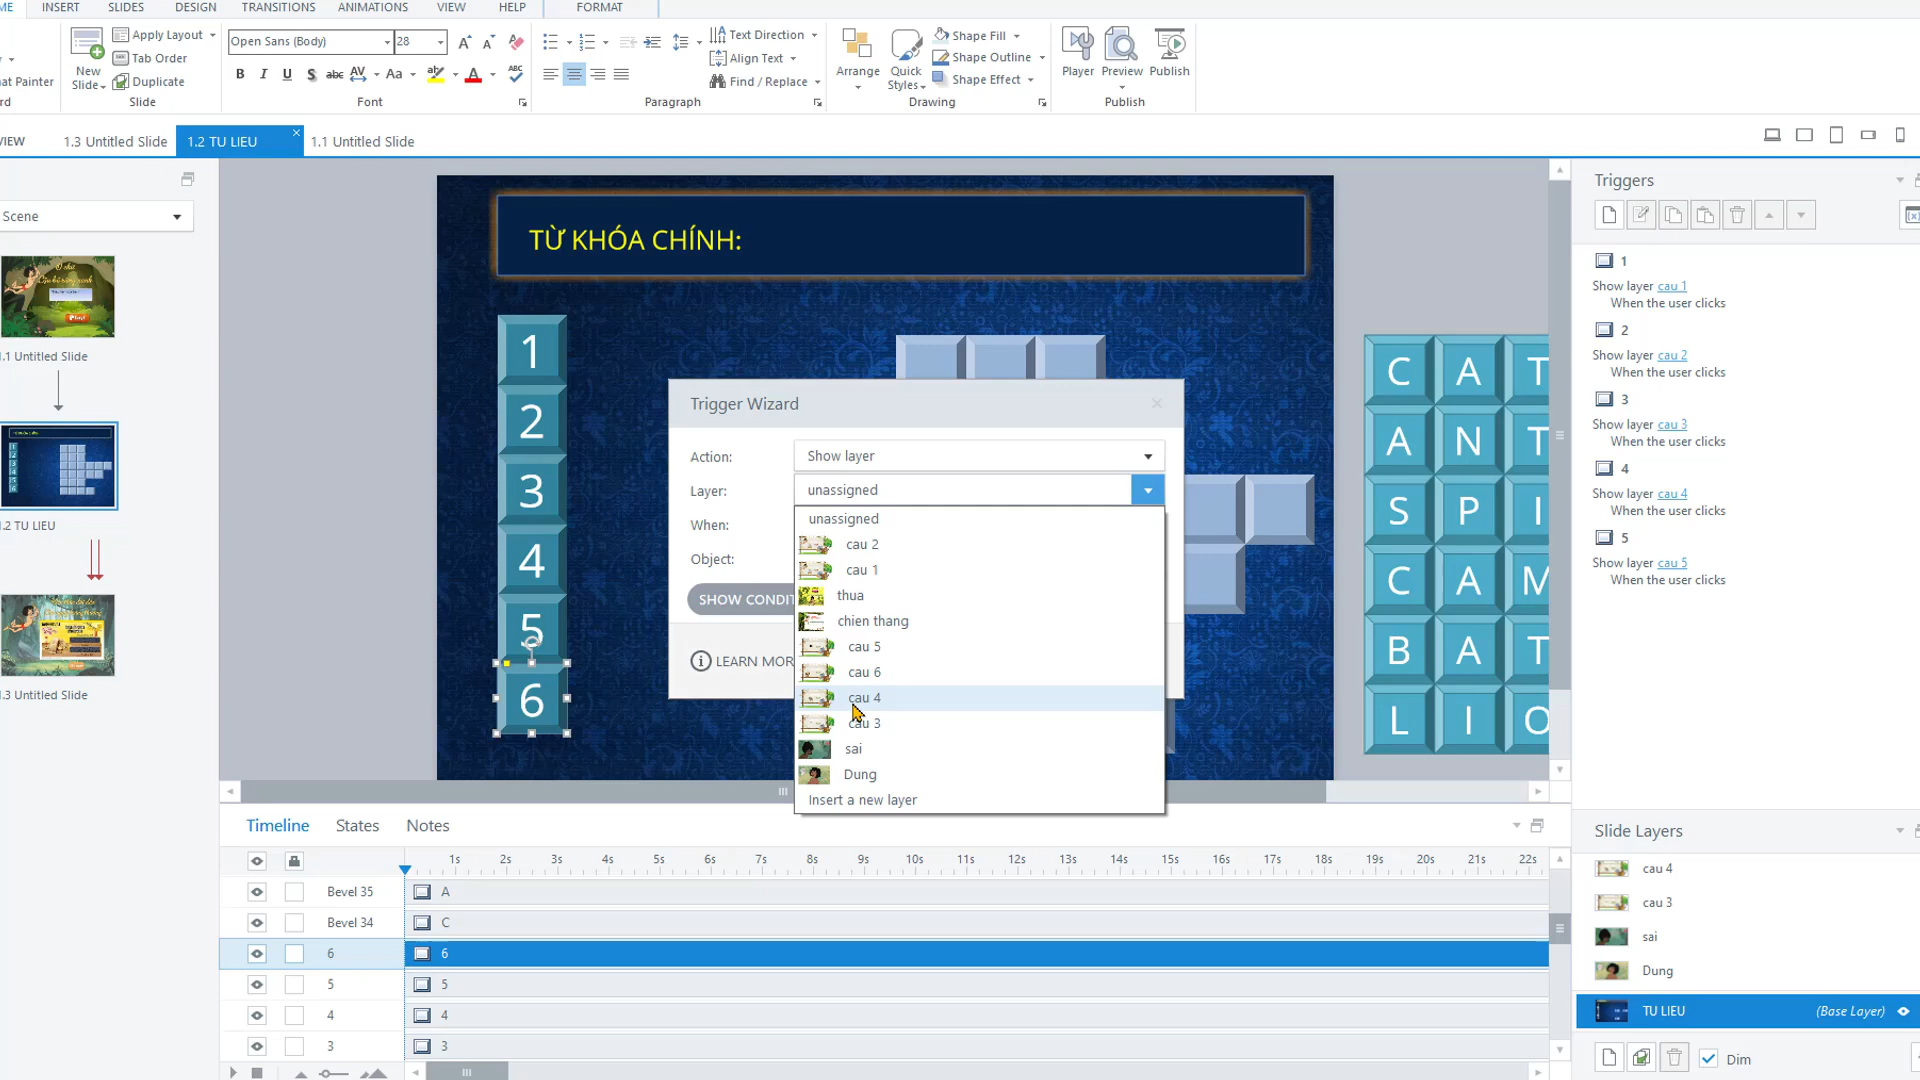 ME
INSERT
SLIDES
DESIGN
TRANSITIONS
ANIMATIONS
VIEW
HELP
FORMAT
mat Painter
rd
New Slide
Apply Layout
Tab Order
Duplicate
Slide
Open Sans (Body)
28
B I U S abc AV Aa A
Font
Text Direction
Align Text
Find / Replace
Paragraph
Arrange
Quick Styles
Shape Fill
Shape Outline
Shape Effect
Drawing
Player
Preview
Publish
Publish
VIEW
1.3 Untitled Slide
1.2 TU LIEU
1.1 Untitled Slide
Scene
1.1 Untitled Slide
1.2 TU LIEU
1.3 Untitled Slide
TỪ KHÓA CHÍNH:
1
2
3
4
5
6
C A T
A N T
S P I
C A M
B A T
L I O
Trigger Wizard
Action:
Show layer
Layer:
unassigned
When:
Object:
SHOW CONDIT
LEARN MOR
unassigned
cau 2
cau 1
thua
chien thang
cau 5
cau 6
cau 4
cau 3
sai
Dung
Insert a new layer
Triggers
1
Show layer cau 1
When the user clicks
2
Show layer cau 2
When the user clicks
3
Show layer cau 3
When the user clicks
4
Show layer cau 4
When the user clicks
5
Show layer cau 5
When the user clicks
Timeline
States
Notes
1s 2s 3s 4s 5s 6s 7s 8s 9s 10s 11s 12s 13s 14s 15s 16s 17s 18s 19s 20s 21s 22s
Bevel 35
A
Bevel 34
C
6
6
5
5
4
4
3
3
Slide Layers
cau 4
cau 3
sai
Dung
TU LIEU
(Base Layer)
Dim